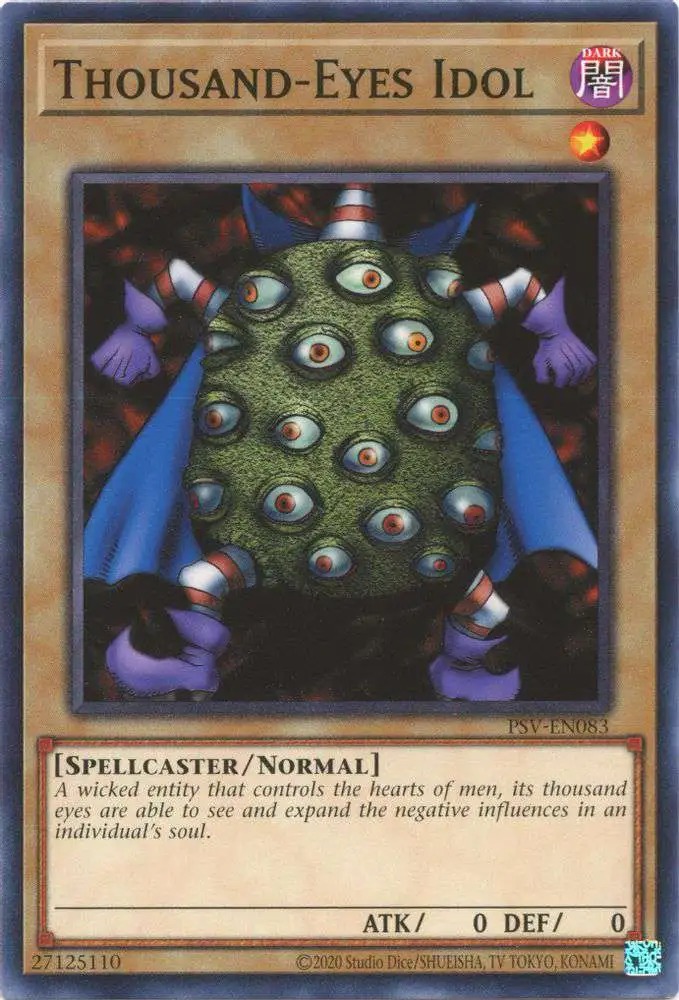 THOUSAND-EYES IDOL
DARK
闇
PSV-EN083
[SPELLCASTER/NORMAL]
A wicked entity that controls the hearts of men, its thousand
eyes are able to see and expand the negative influences in an
individual's soul.
ATK/ 0 DEF/ 0
27125110 ©2020 Studio Dice/SHUEISHA, TV TOKYO, KONAMI